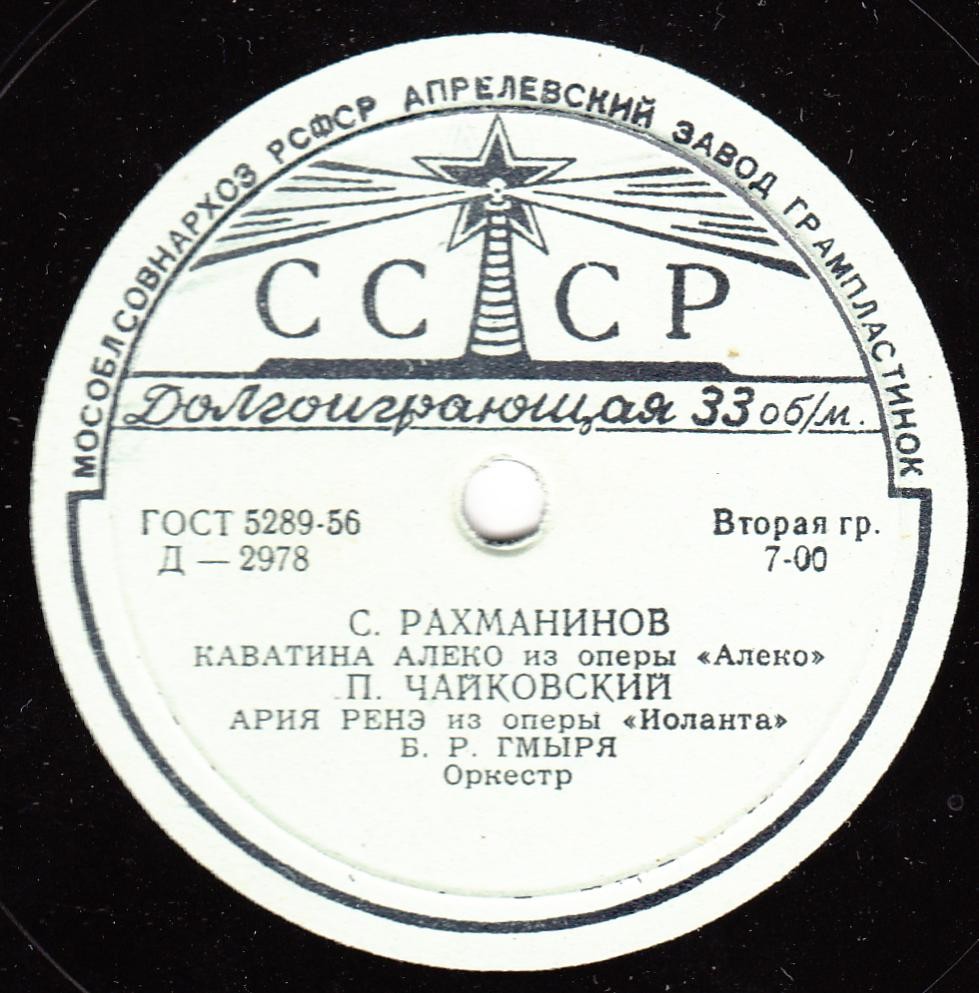 МОСОБЛСОВНАРХОЗ РСФСР АПРЕЛЕВСКИЙ ЗАВОД ГРАМПЛАСТИНОК
СССР
Долгоиграющая 33 об/м.
ГОСТ 5289-56
Вторая гр.
Д — 2978
7-00
С. РАХМАНИНОВ
КАВАТИНА АЛЕКО из оперы «Алеко»
П. ЧАЙКОВСКИЙ
АРИЯ РЕНЭ из оперы «Иоланта»
Б. Р. ГМЫРЯ
Оркестр